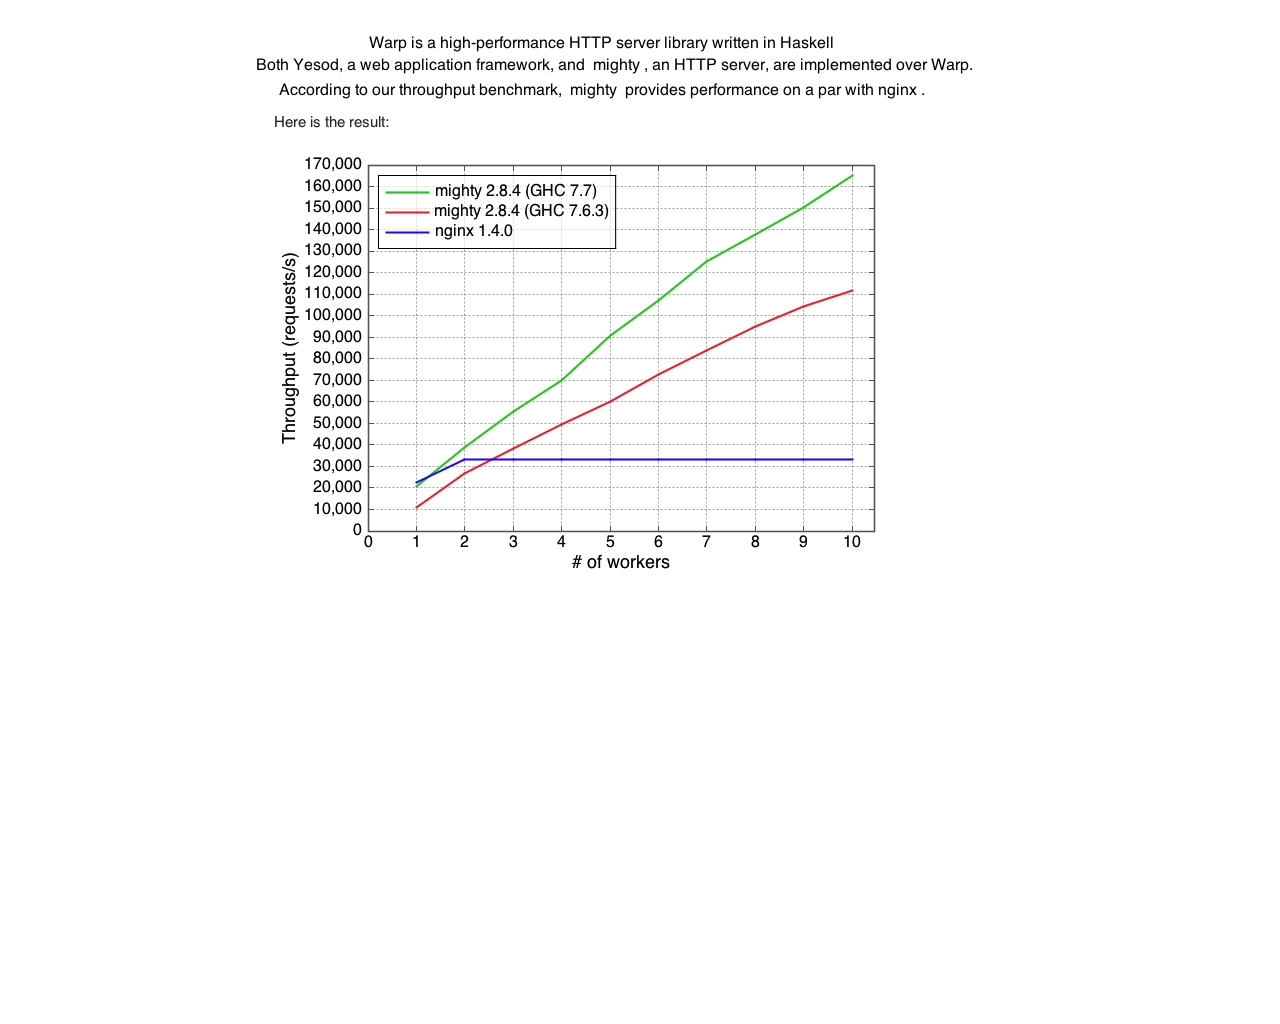 Warp is a high-performance HTTP server library written in Haskell
Both Yesod, a web application framework, and mighty , an HTTP server, are implemented over Warp.
According to our throughput benchmark, mighty provides performance on a par with nginx .
Here is the result:
170,000
160,000
150,000
140,000
130,000
120,000
110,000
100,000
90,000
80,000
70,000
60,000
50,000
40,000
30,000
20,000
10,000
0
Throughput (requests/s)
mighty 2.8.4 (GHC 7.7)
mighty 2.8.4 (GHC 7.6.3)
nginx 1.4.0
0 1 2 3 4 5 6 7 8 9 10
# of workers